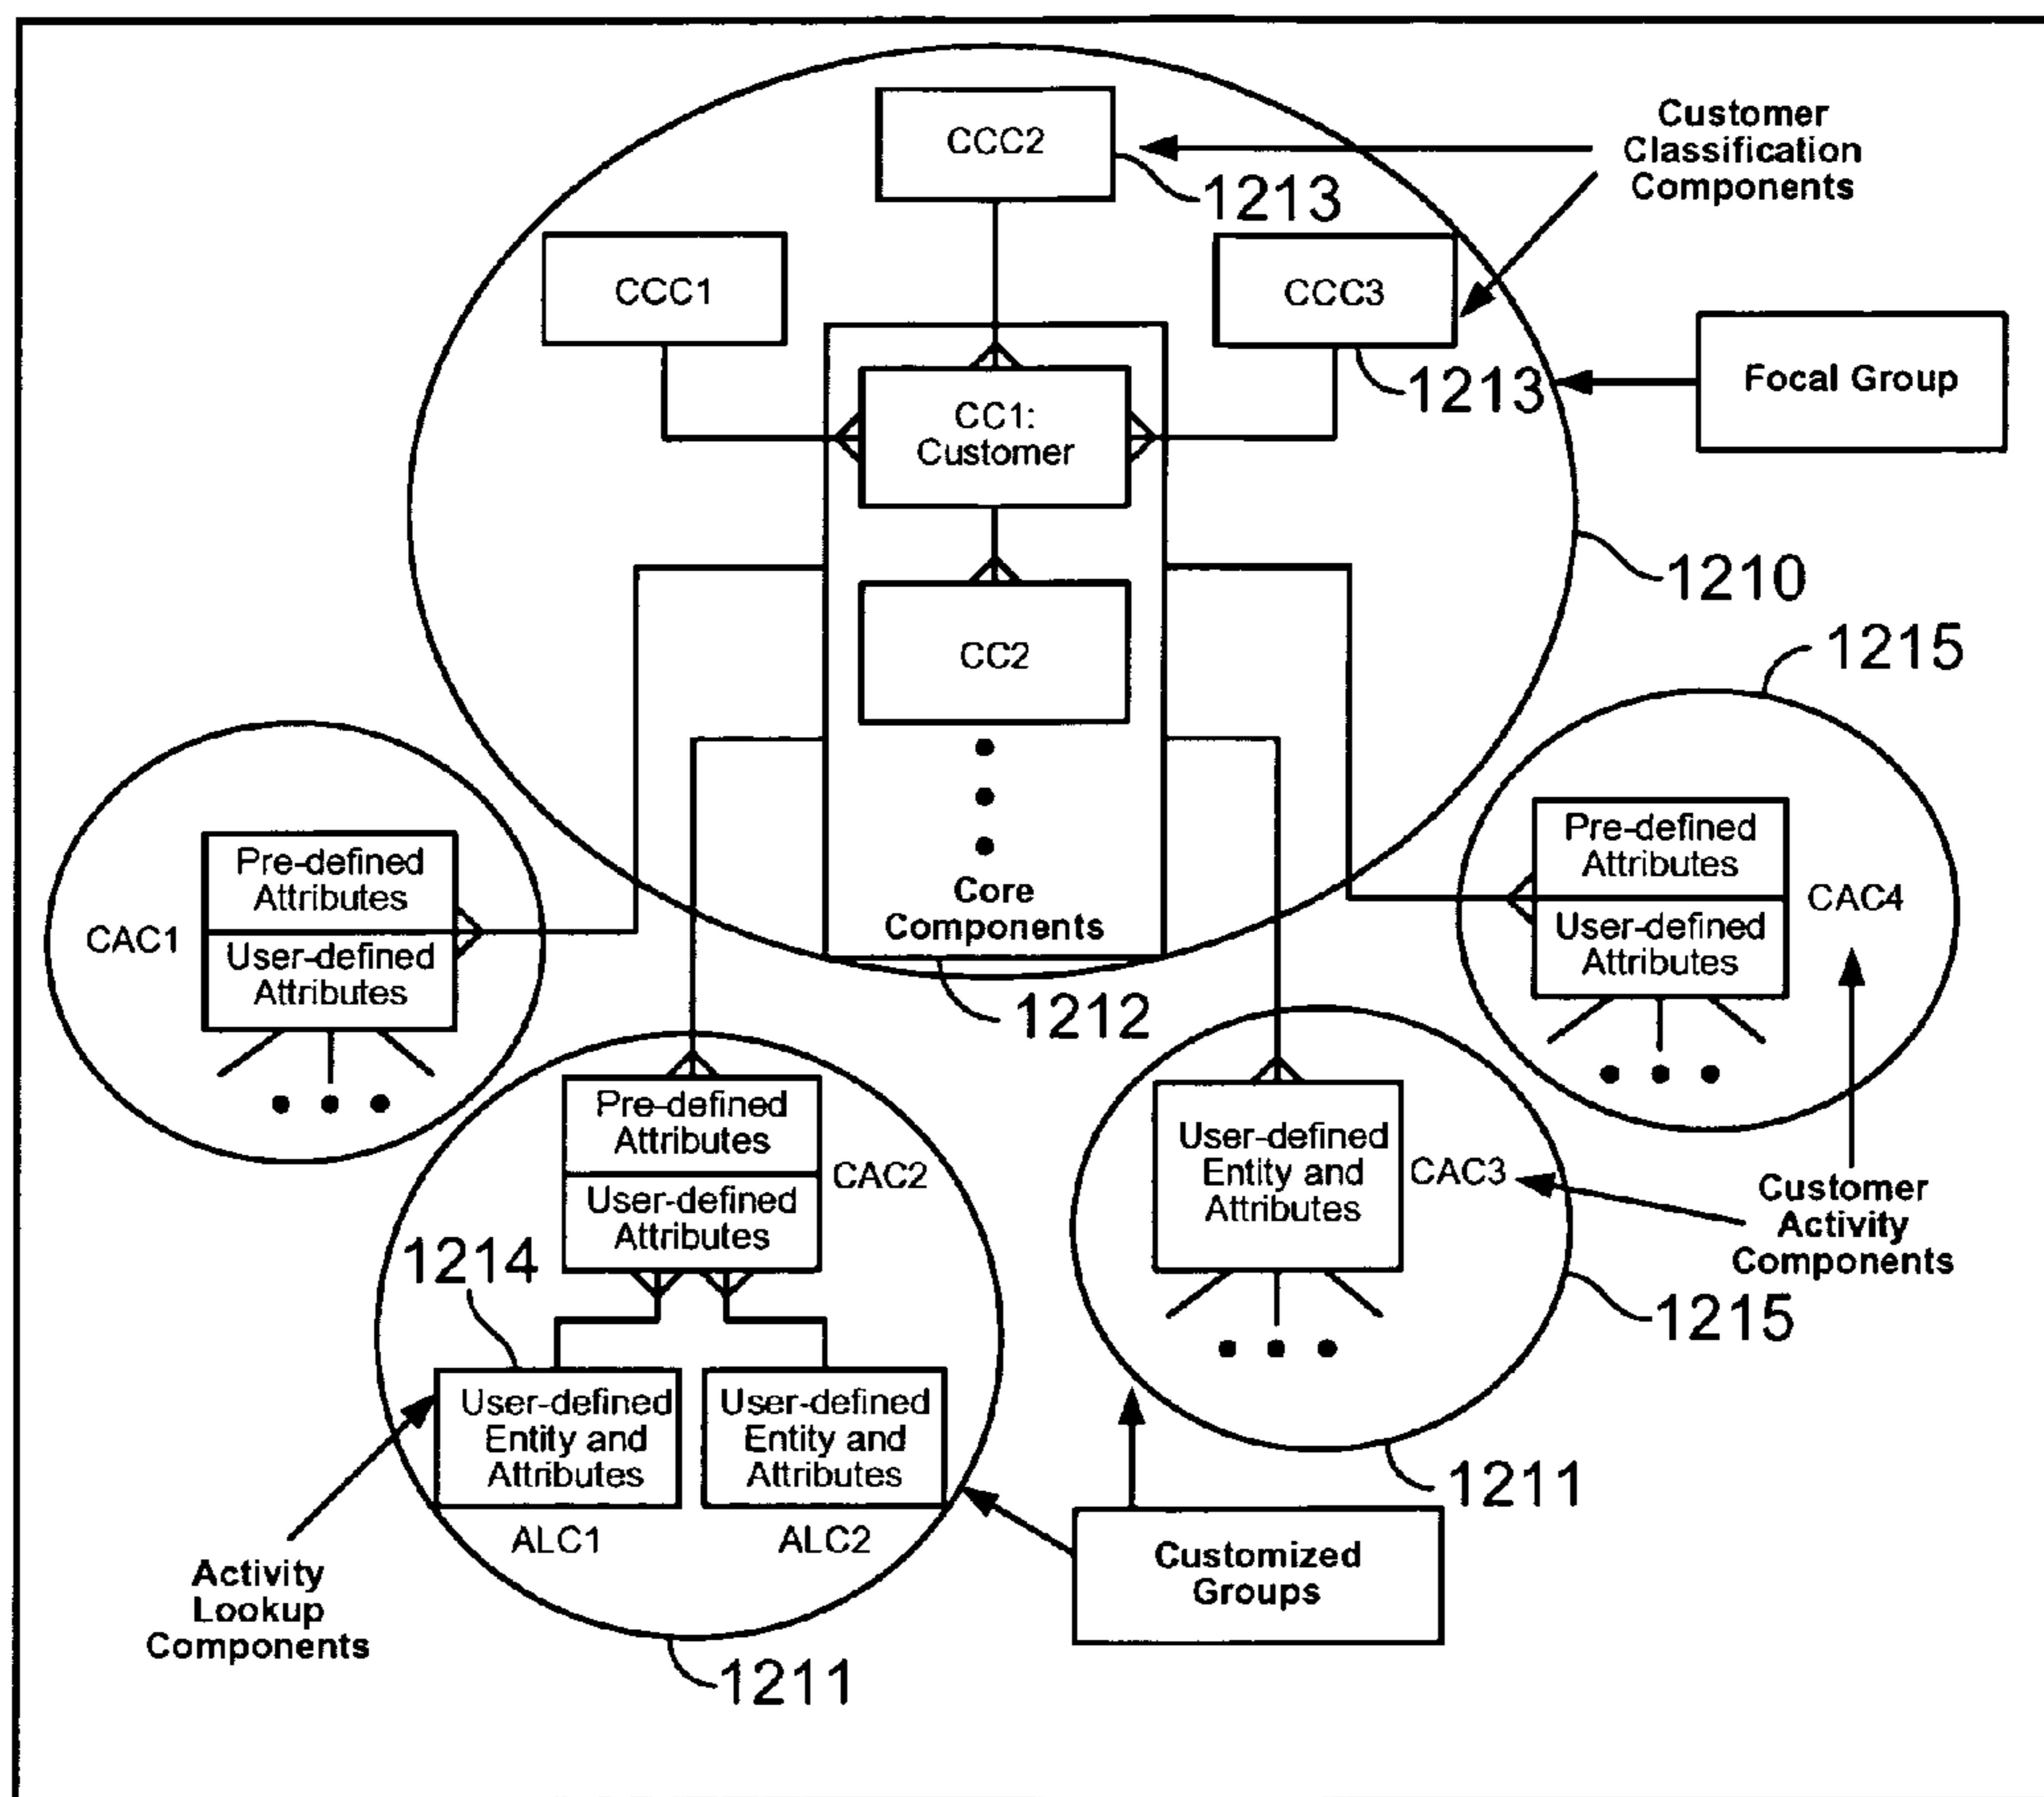 CCC2
Customer
Classification
Components
1213
CCC1
CCC3
1213
Focal Group
CC1:
Customer
1210
CC2
1215
Core
Components
1212
Pre-defined
Attributes
User-defined
Attributes
CAC1
Pre-defined
Attributes
User-defined
Attributes
CAC4
Pre-defined
Attributes
User-defined
Attributes
CAC2
User-defined
Entity and
Attributes
CAC3
Customer
Activity
Components
1215
1214
User-defined
Entity and
Attributes
ALC1
User-defined
Entity and
Attributes
ALC2
1211
Customized
Groups
Activity
Lookup
Components
1211